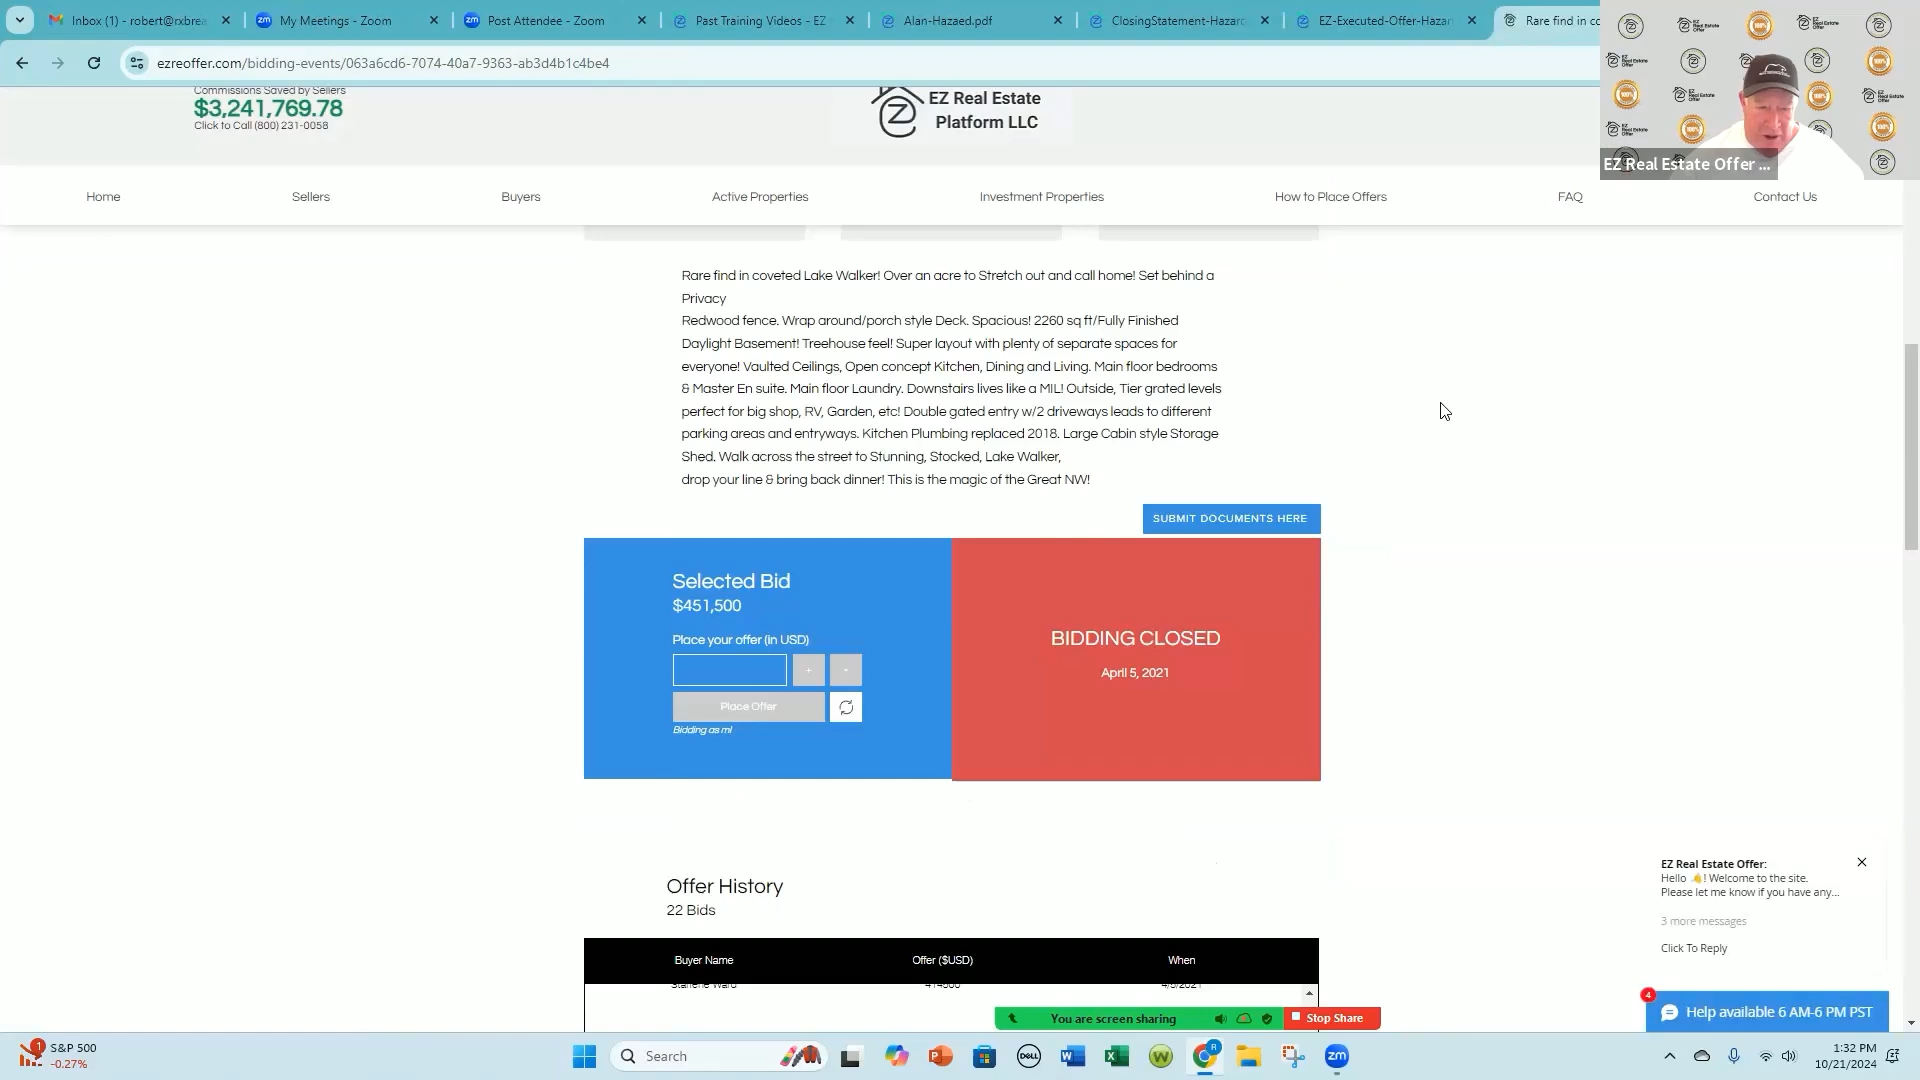 Inbox (1) - robert@rxbrea
My Meetings - Zoom
Post Attendee - Zoom
Past Training Videos - EZ
Alan-Hazaed.pdf
ClosingStatement-Hazard
EZ-Executed-Offer-Hazar
Rare find in co
ezreoffer.com/bidding-events/063a6cd6-7074-40a7-9363-ab3d4b1c4be4
EZ Real Estate Offer ...
Commissions Saved by Sellers
$3,241,769.78
Click to Call (800) 231-0058
EZ Real Estate
Platform LLC
Home
Sellers
Buyers
Active Properties
Investment Properties
How to Place Offers
FAQ
Contact Us
Rare find in coveted Lake Walker! Over an acre to Stretch out and call home! Set behind a
Privacy
Redwood fence. Wrap around/porch style Deck. Spacious! 2260 sq ft/Fully Finished
Daylight Basement! Treehouse feel! Super layout with plenty of separate spaces for
everyone! Vaulted Ceilings, Open concept Kitchen, Dining and Living. Main floor bedrooms
& Master En suite. Main floor Laundry. Downstairs lives like a MIL! Outside, Tier grated levels
perfect for big shop, RV, Garden, etc! Double gated entry w/2 driveways leads to different
parking areas and entryways. Kitchen Plumbing replaced 2018. Large Cabin style Storage
Shed. Walk across the street to Stunning, Stocked, Lake Walker,
drop your line & bring back dinner! This is the magic of the Great NW!
SUBMIT DOCUMENTS HERE
Selected Bid
$451,500
Place your offer (in USD)
+
-
Place Offer
Bidding as ml
BIDDING CLOSED
April 5, 2021
Offer History
22 Bids
Buyer Name
Offer ($USD)
When
EZ Real Estate Offer:
Hello 👋! Welcome to the site.
Please let me know if you have any...
3 more messages
Click To Reply
4
Help available 6 AM-6 PM PST
You are screen sharing
Stop Share
1
S&P 500
-0.27%
Search
1:32 PM
10/21/2024